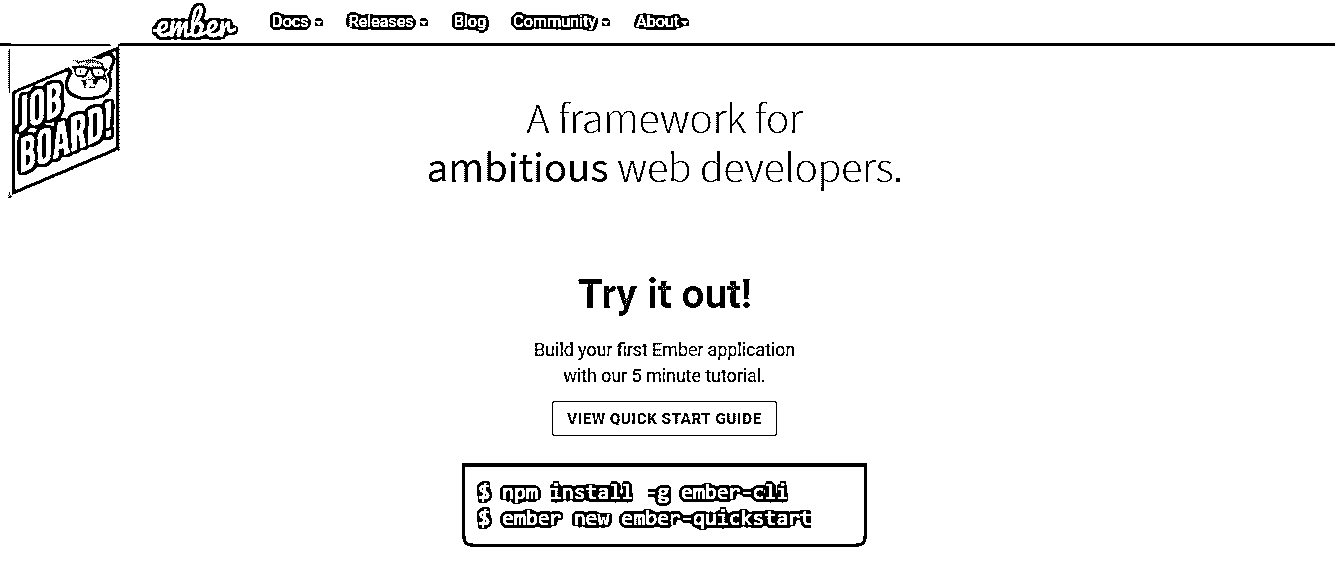 ember Docs Releases Blog Community About
JOB
BOARD!
A framework for
ambitious web developers.
Try it out!
Build your first Ember application
with our 5 minute tutorial.
VIEW QUICK START GUIDE
$ npm install -g ember-cli
$ ember new ember-quickstart